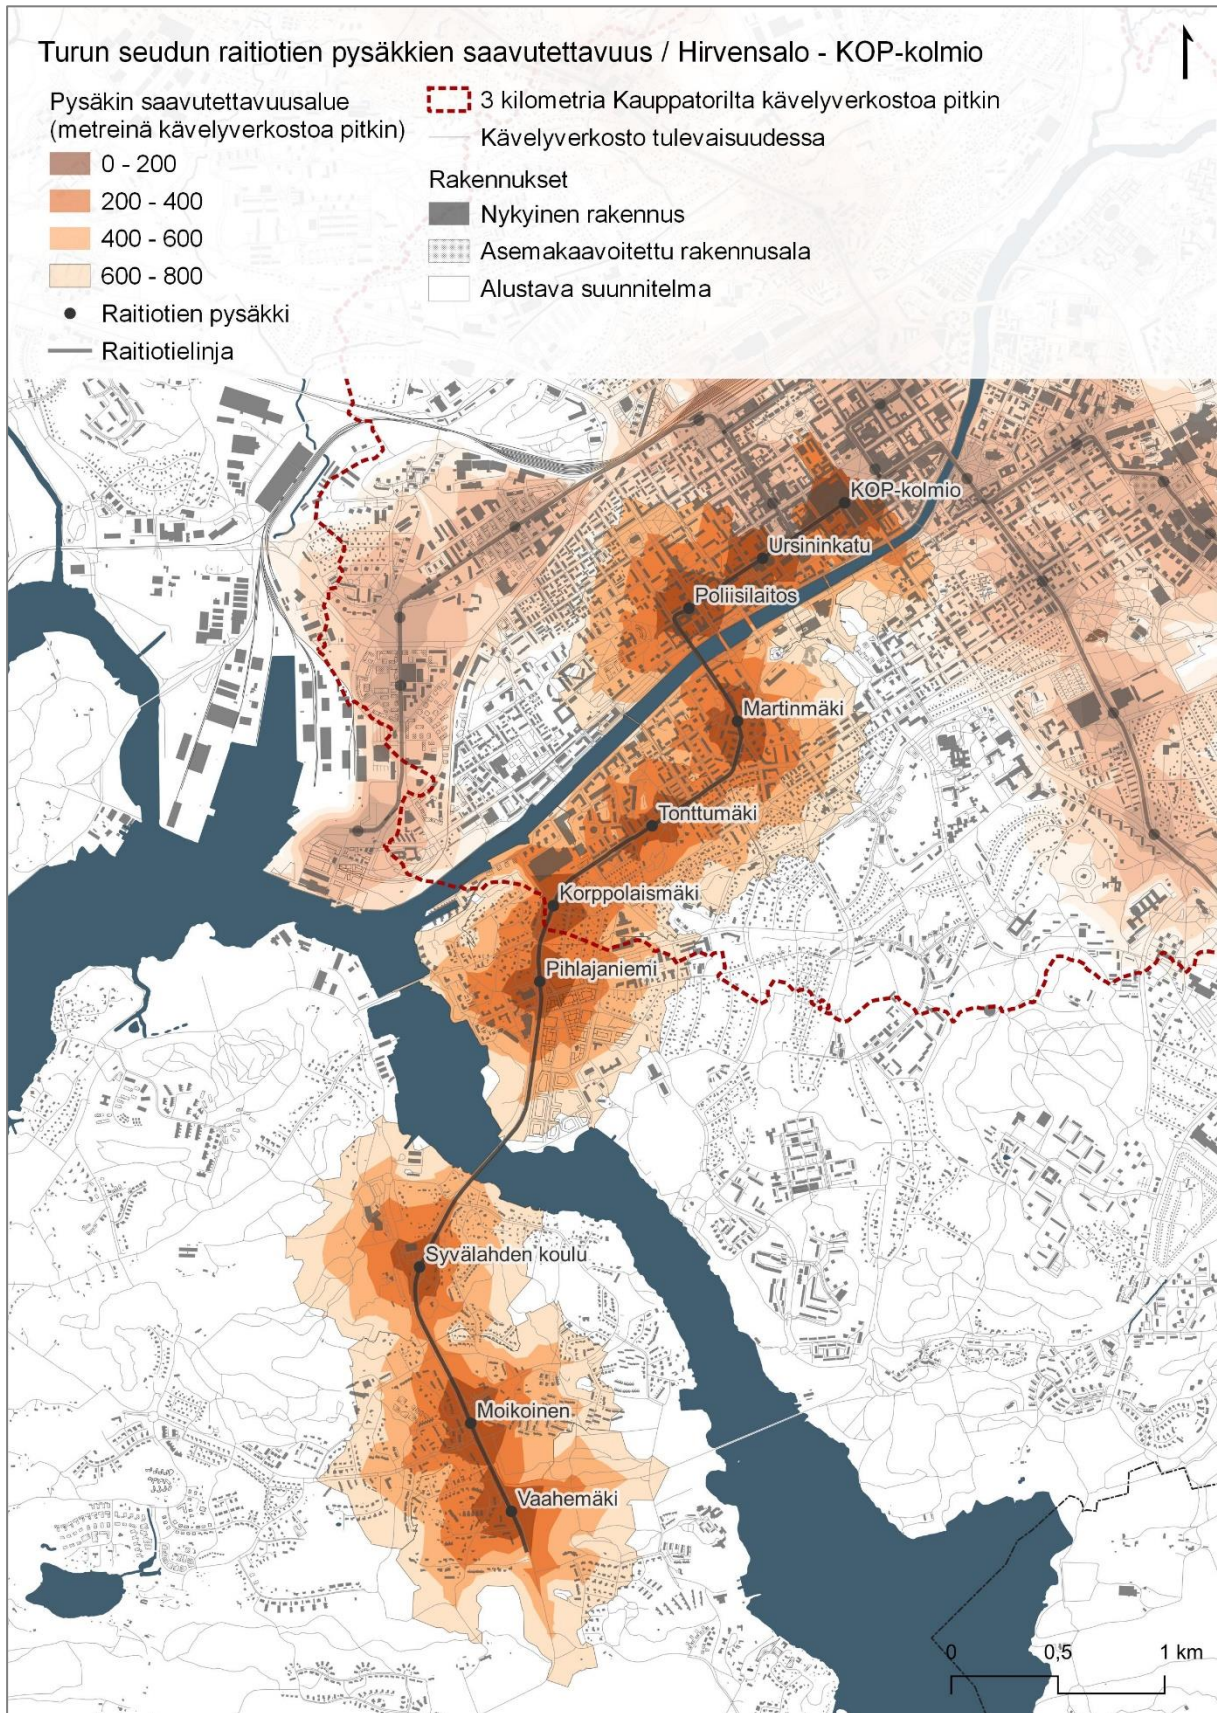 Turun seudun raitiotien pysäkkien saavutettavuus / Hirvensalo - KOP-kolmio
Pysäkin saavutettavuusalue
(metreinä kävelyverkostoa pitkin)
0 - 200
200 - 400
400 - 600
600 - 800
Raitiotien pysäkki
Raitiotielinja
3 kilometria Kauppatorilta kävelyverkostoa pitkin
Kävelyverkosto tulevaisuudessa
Rakennukset
Nykyinen rakennus
Asemakaavoitettu rakennusala
Alustava suunnitelma
KOP-kolmio
Ursininkatu
Poliisilaitos
Martinmäki
Tonttumäki
Korppolaismäki
Pihlajaniemi
Syvälahden koulu
Moikoinen
Vaahemäki
0 0,5 1 km